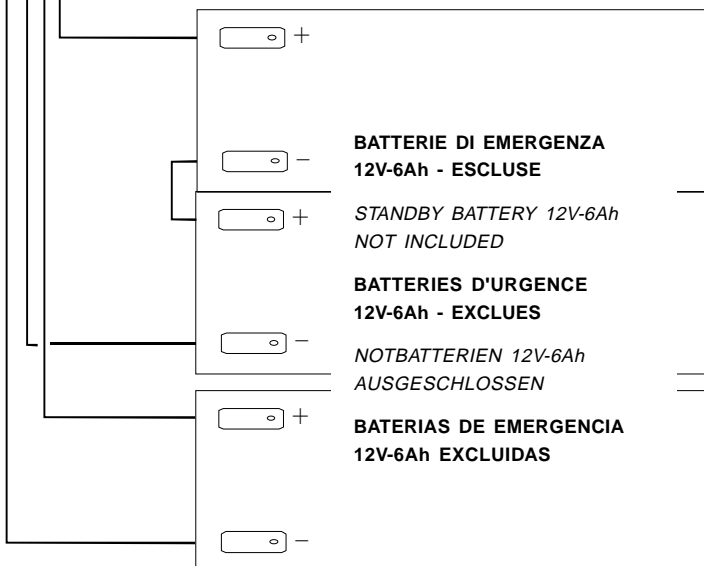 +
BATTERIE DI EMERGENZA
12V-6Ah - ESCLUSE
−
+
STANDBY BATTERY 12V-6Ah
NOT INCLUDED
BATTERIES D'URGENCE
12V-6Ah - EXCLUES
−
NOTBATTERIEN 12V-6Ah
AUSGESCHLOSSEN
+
BATERIAS DE EMERGENCIA
12V-6Ah EXCLUIDAS
−